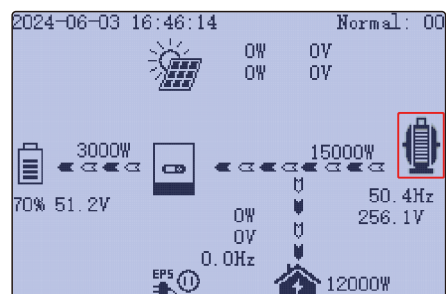 2024-06-03 16:46:14 Normal: 00
0W 0V
0W 0V
3000W 15000W
70% 51.2V
50.4Hz
256.1V
0W
0V
0.0Hz
EPS
12000W